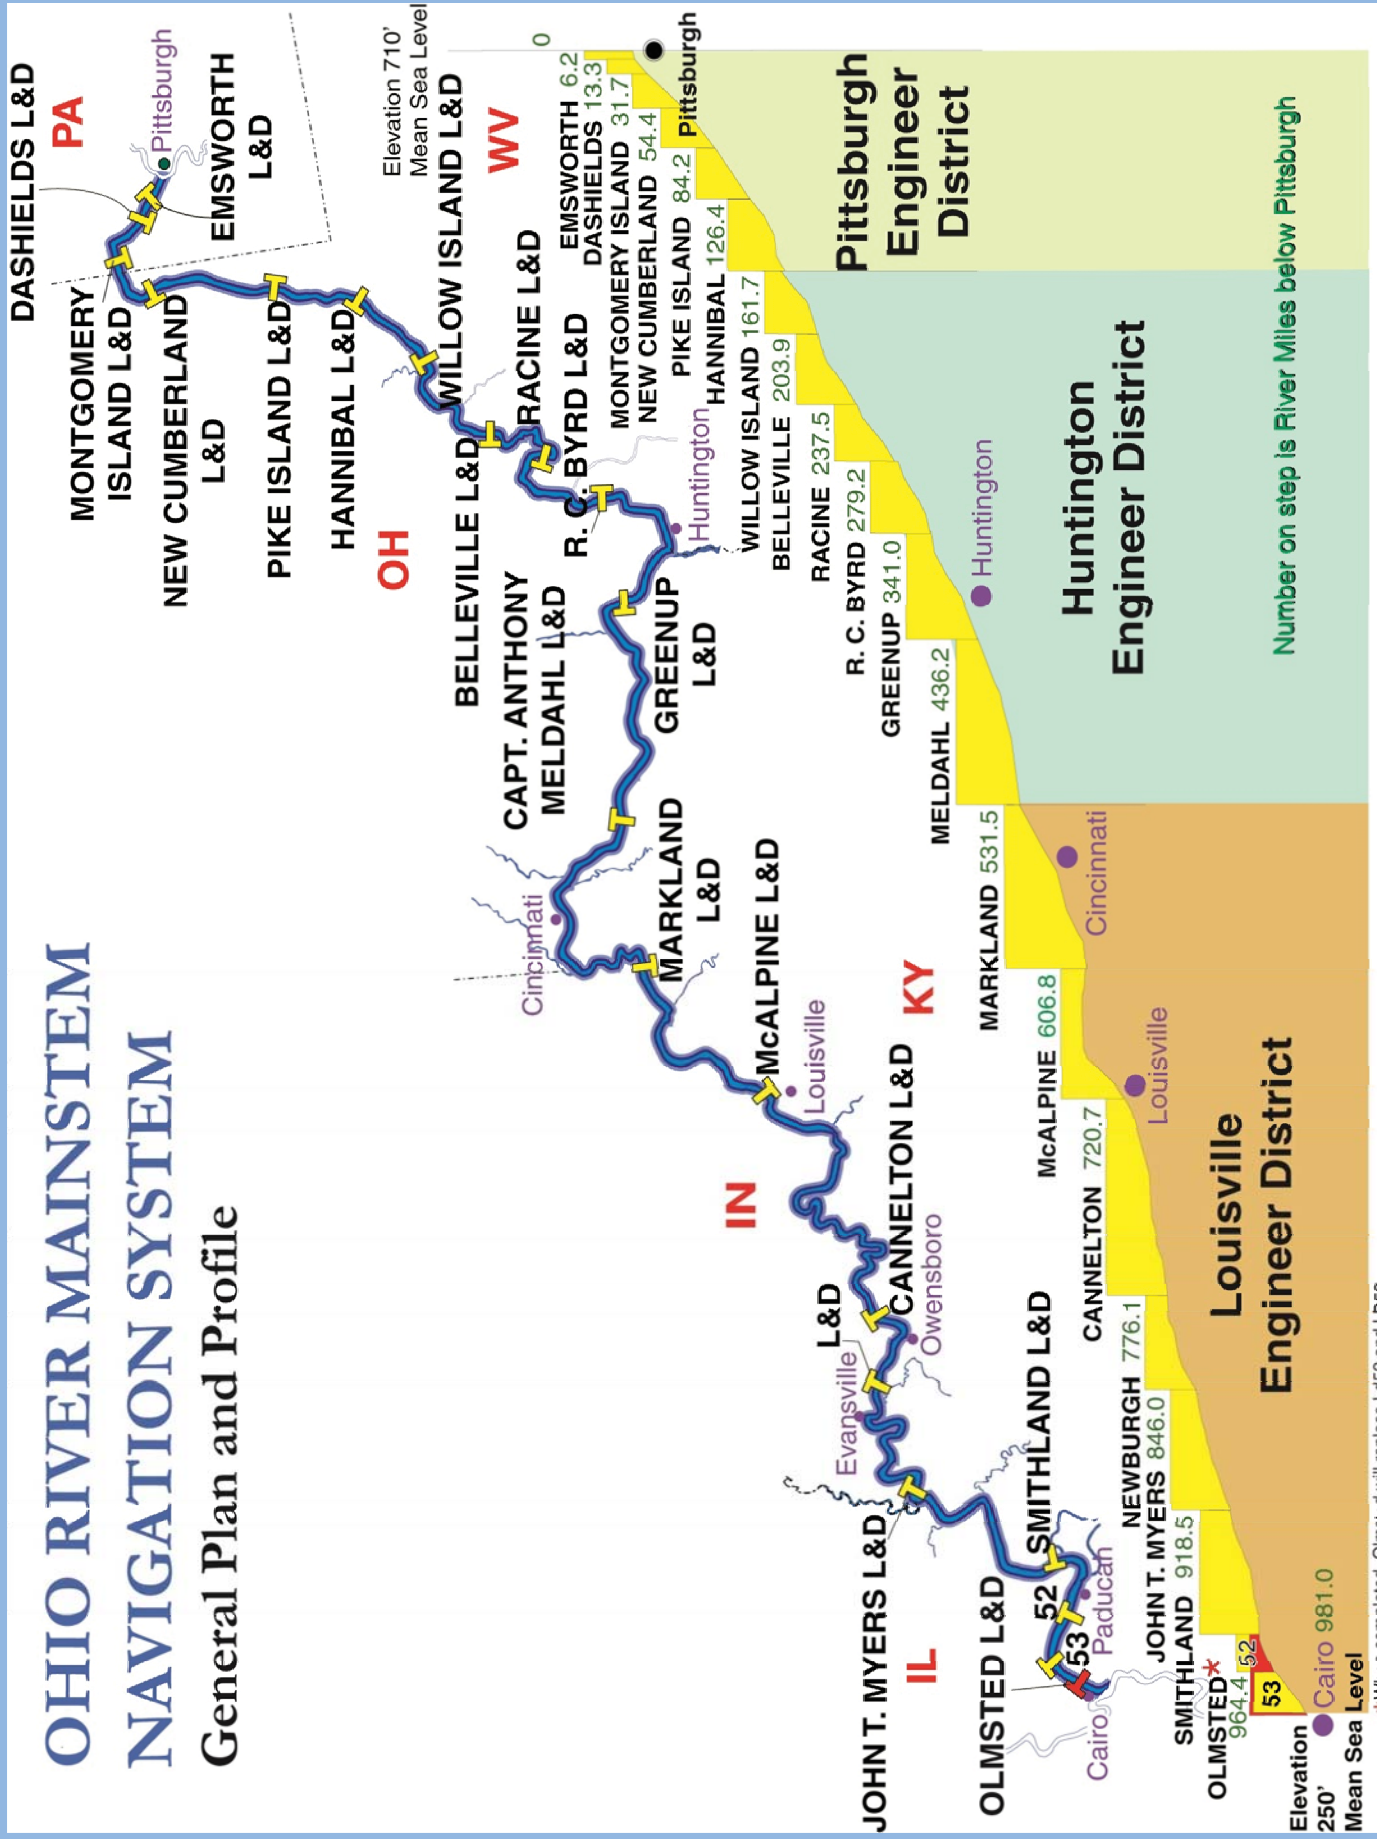 OHIO RIVER MAINSTEM
NAVIGATION SYSTEM
General Plan and Profile
DASHIELDS L&D
PA
Pittsburgh
EMSWORTH
L&D
MONTGOMERY
ISLAND L&D
NEW CUMBERLAND
L&D
PIKE ISLAND L&D
HANNIBAL L&D
OH
WILLOW ISLAND L&D
WV
BELLEVILLE L&D
RACINE L&D
R. C. BYRD L&D
Huntington
CAPT. ANTHONY
MELDAHL L&D
GREENUP
L&D
Cincinnati
MARKLAND
L&D
McALPINE L&D
Louisville
KY
IN
CANNELTON L&D
Owensboro
L&D
Evansville
JOHN T. MYERS L&D
IL
SMITHLAND L&D
52
Paducah
53
OLMSTED L&D
Cairo
Elevation 710'
Mean Sea Level
0
EMSWORTH 6.2
DASHIELDS 13.3
MONTGOMERY ISLAND 31.7
NEW CUMBERLAND 54.4
PIKE ISLAND 84.2
HANNIBAL 126.4
WILLOW ISLAND 161.7
BELLEVILLE 203.9
RACINE 237.5
R. C. BYRD 279.2
GREENUP 341.0
MELDAHL 436.2
MARKLAND 531.5
McALPINE 606.8
CANNELTON 720.7
NEWBURGH 776.1
JOHN T. MYERS 846.0
SMITHLAND 918.5
OLMSTED*
964.4
52
53
Pittsburgh
Huntington
Cincinnati
Louisville
Cairo 981.0
Elevation
250'
Mean Sea Level
Pittsburgh
Engineer
District
Huntington
Engineer District
Louisville
Engineer District
Number on step is River Miles below Pittsburgh